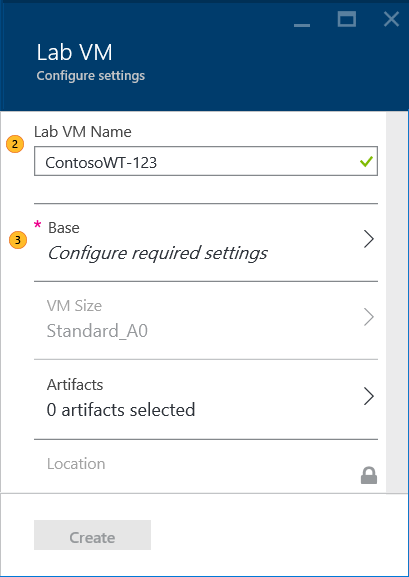 Lab VM
Configure settings
Lab VM Name
2
ContosoWT-123
* Base
3
Configure required settings
VM Size
Standard_A0
Artifacts
0 artifacts selected
Location
Create